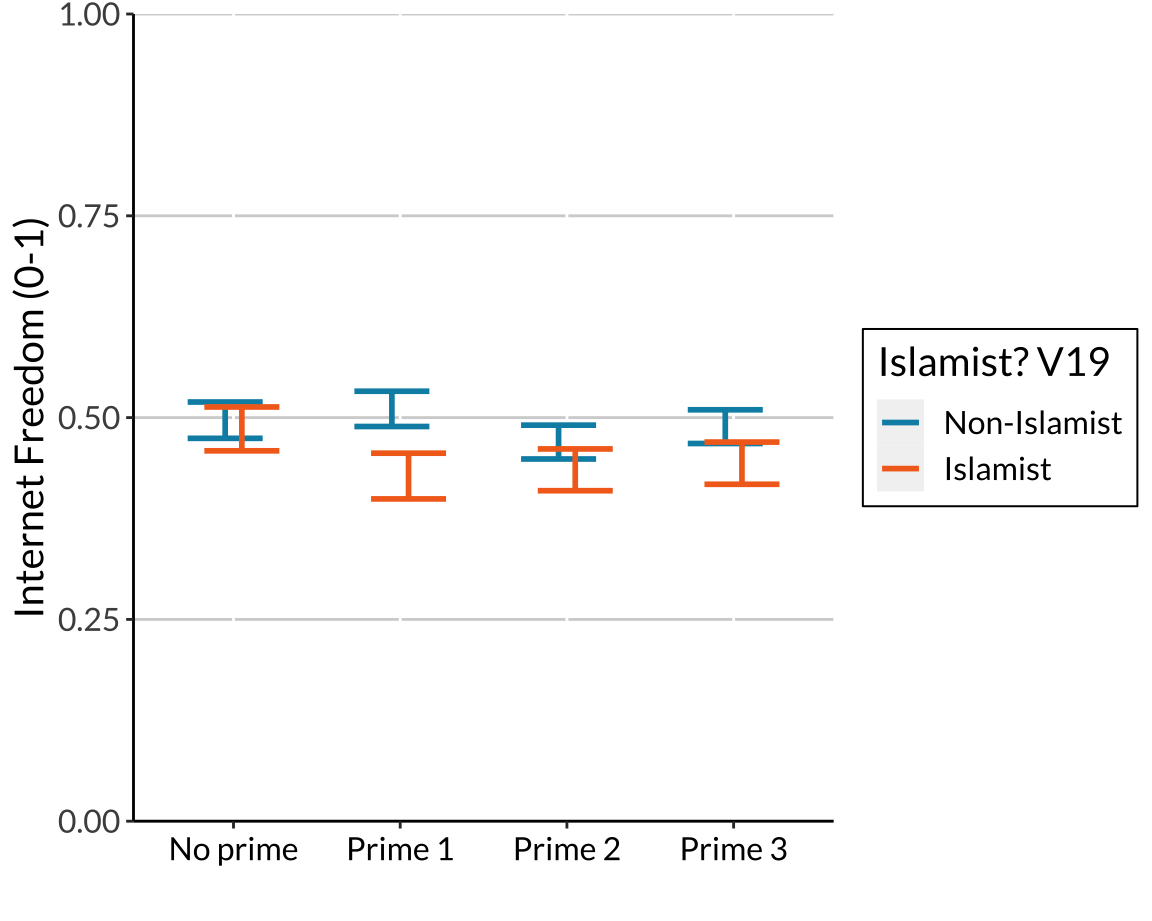 1.00
0.75
0.50
0.25
0.00
Internet Freedom (0-1)
No prime Prime 1 Prime 2 Prime 3
Islamist? V19
Non-Islamist
Islamist